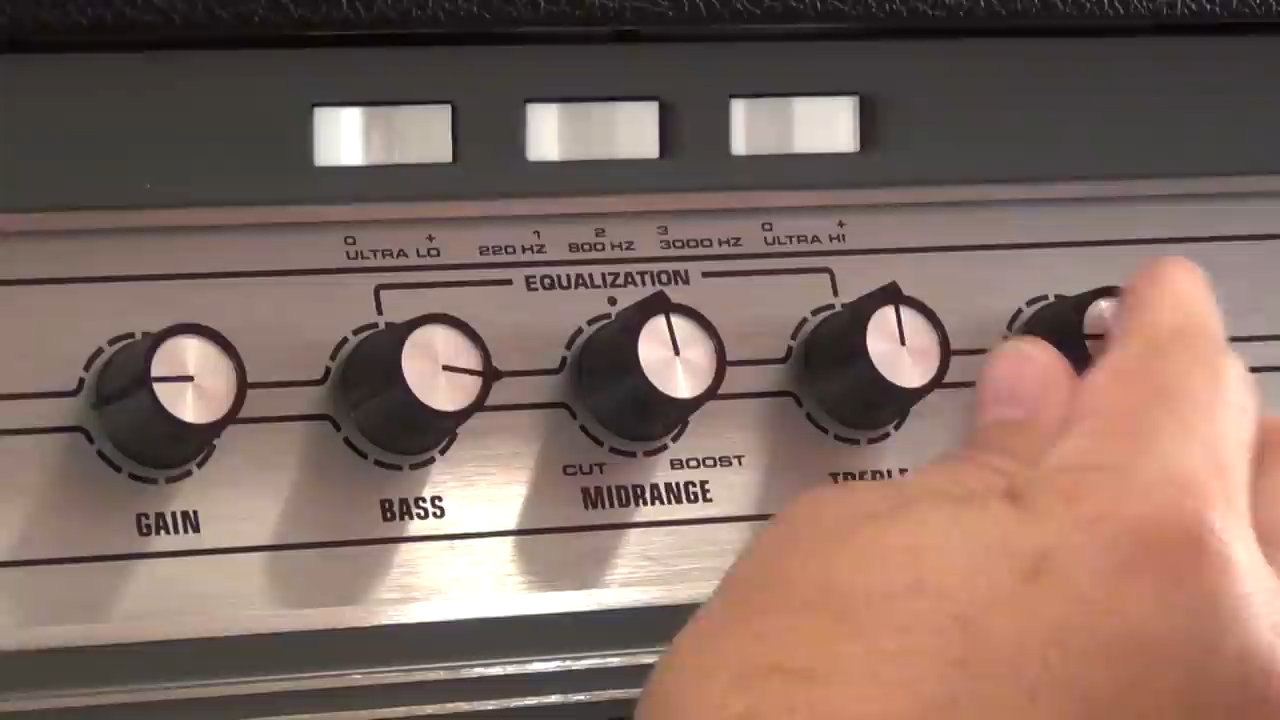 0 + 1 2 3 0 +
ULTRA LO 220 HZ 800 HZ 3000 HZ ULTRA HI
EQUALIZATION
CUT BOOST
GAIN BASS MIDRANGE TREBLE